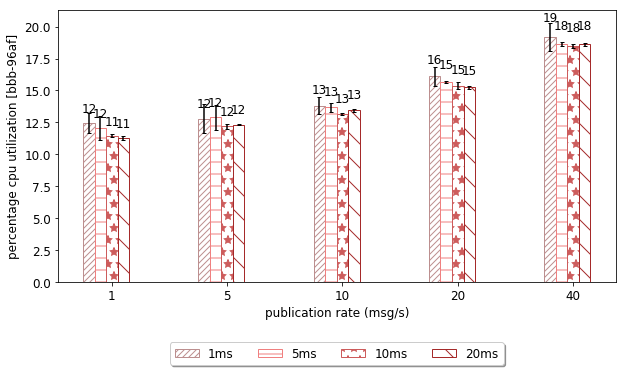 percentage cpu utilization [bbb-96af]
20.0
17.5
15.0
12.5
10.0
7.5
5.0
2.5
0.0
12 12 11 11
12 12 12 12
13 13 13 13
16 15 15 15
19 18 18 18
1 5 10 20 40
publication rate (msg/s)
1ms 5ms 10ms 20ms